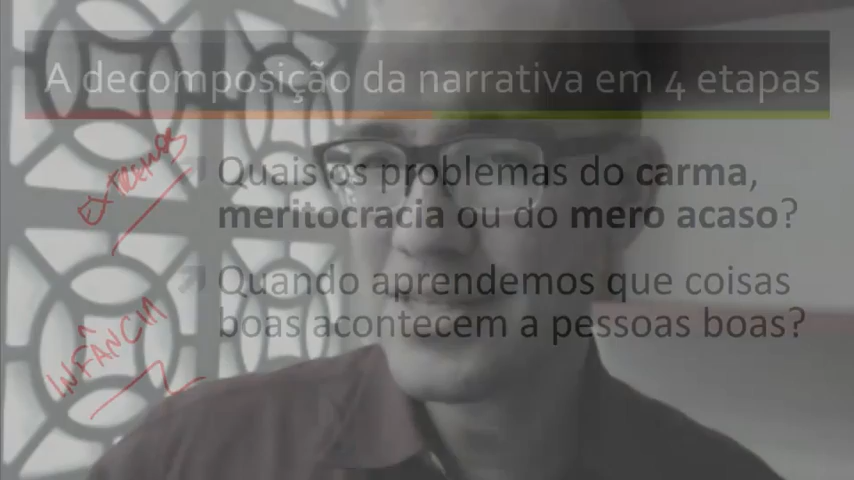 A decomposição da narrativa em 4 etapas
Extremos
Quais os problemas do carma,
meritocracia ou do mero acaso?
Quando aprendemos que coisas
boas acontecem a pessoas boas?
INFÂNCIA